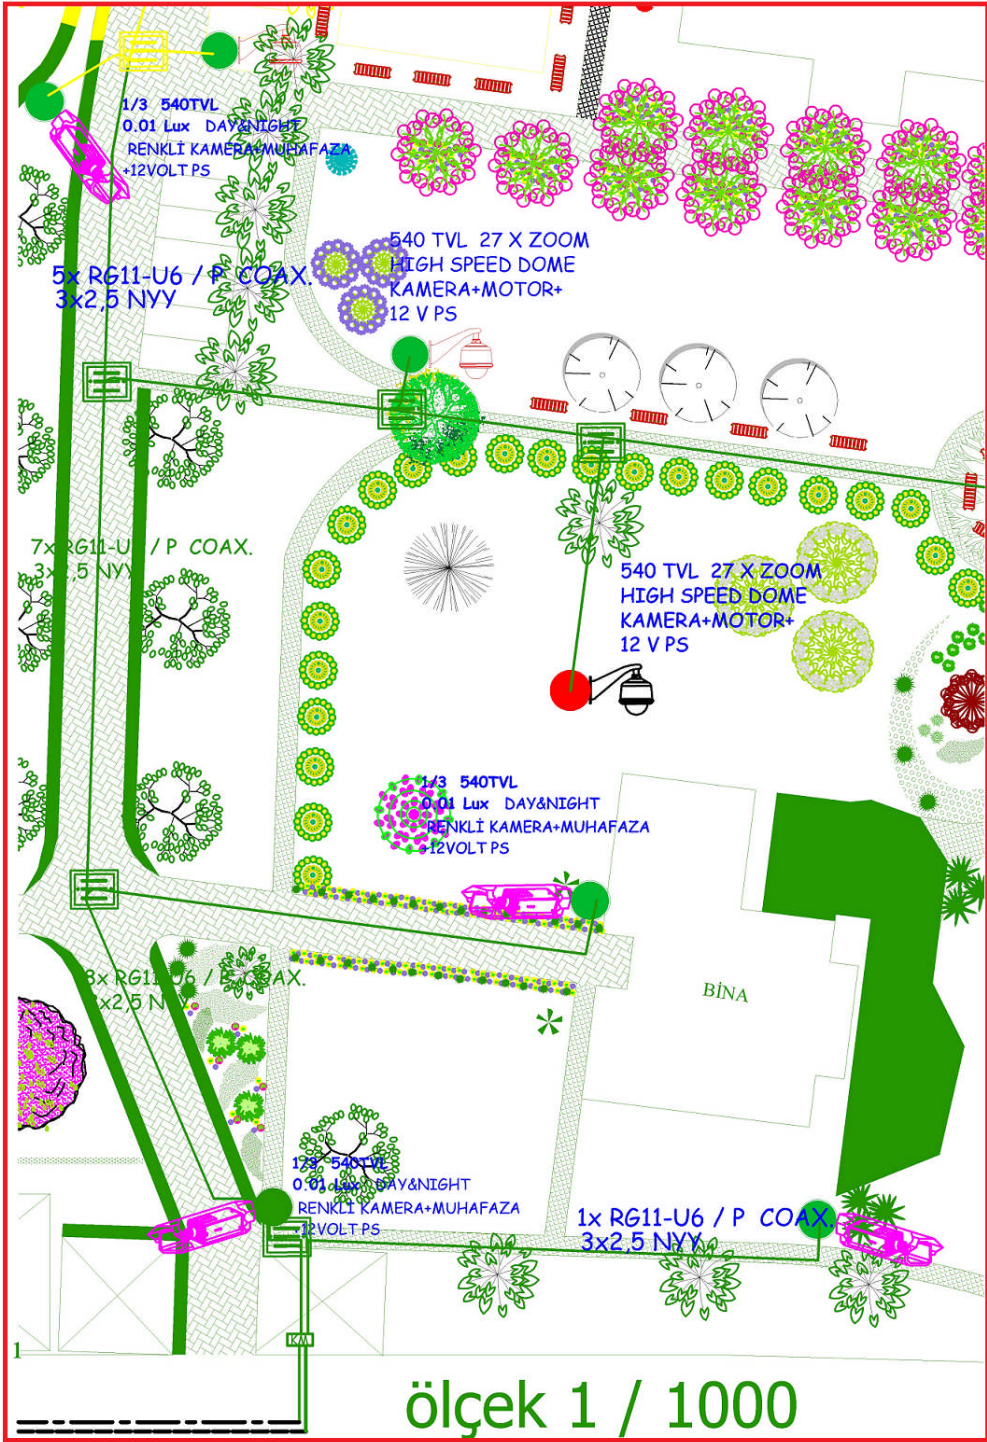 1/3 540TVL
0.01 Lux DAY&NIGHT
RENKLİ KAMERA+MUHAFAZA
+12VOLT PS
540 TVL 27 X ZOOM
HIGH SPEED DOME
KAMERA+MOTOR+
12 V PS
5x RG11-U6 / P COAX.
3x2,5 NYY
7x RG11-U6 / P COAX.
3x2,5 NYY
540 TVL 27 X ZOOM
HIGH SPEED DOME
KAMERA+MOTOR+
12 V PS
1/3 540TVL
0.01 Lux DAY&NIGHT
RENKLİ KAMERA+MUHAFAZA
+12VOLT PS
8x RG11-U6 / P COAX.
3x2,5 NYY
BİNA
1/3 540TVL
0.01 Lux DAY&NIGHT
RENKLİ KAMERA+MUHAFAZA
+12VOLT PS
1x RG11-U6 / P COAX.
3x2,5 NYY
KM
1
ölçek 1 / 1000